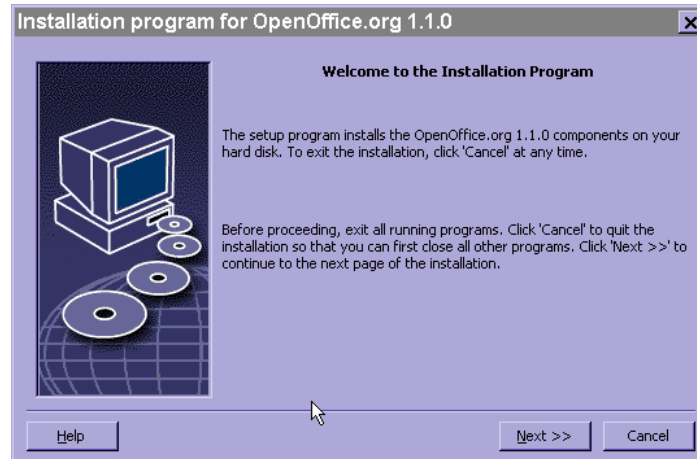 Installation program for OpenOffice.org 1.1.0
Welcome to the Installation Program
The setup program installs the OpenOffice.org 1.1.0 components on your
hard disk. To exit the installation, click 'Cancel' at any time.
Before proceeding, exit all running programs. Click 'Cancel' to quit the
installation so that you can first close all other programs. Click 'Next >>' to
continue to the next page of the installation.
Help
Next >>
Cancel